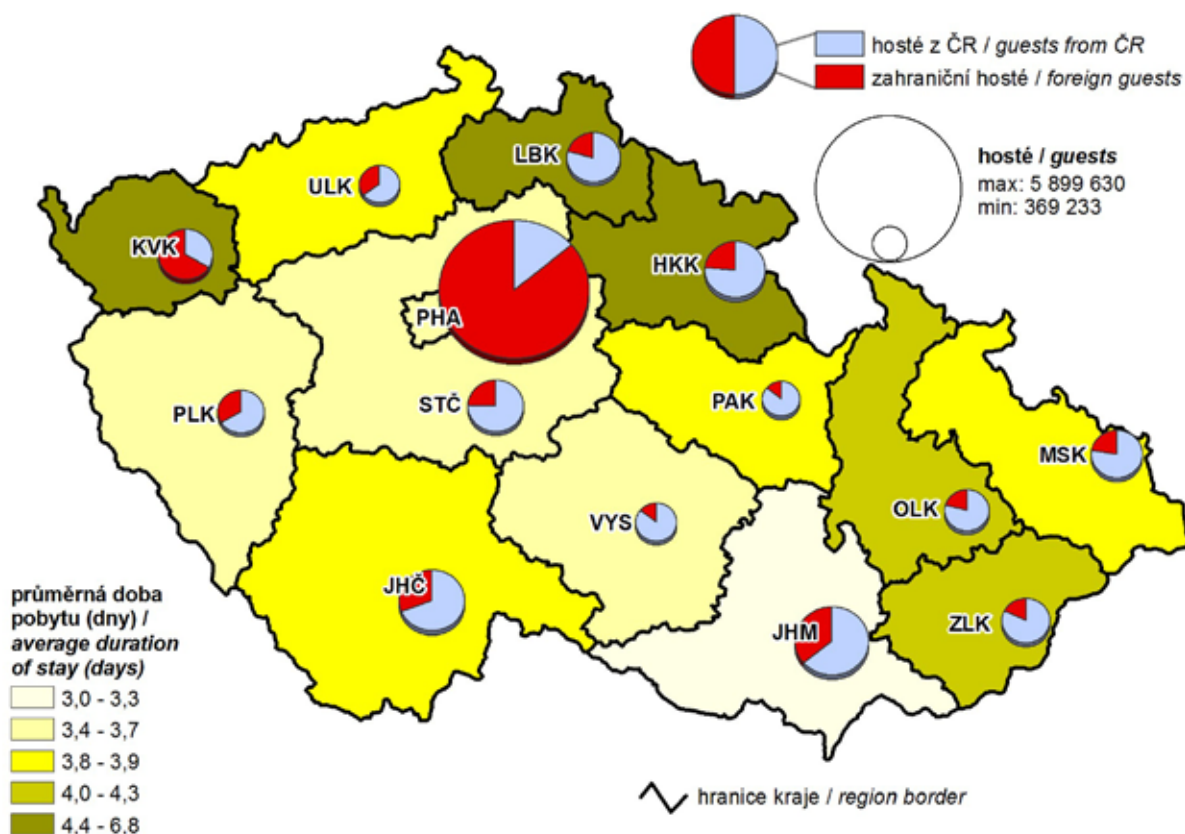 hosté z ČR / guests from ČR
zahraniční hosté / foreign guests
hosté / guests
max: 5 899 630
min: 369 233
LBK
ULK
KVK
HKK
PHA
PLK
STČ
PAK
MSK
OLK
VYS
JHČ
JHM
ZLK
průměrná doba
pobytu (dny) /
average duration
of stay (days)
3,0 - 3,3
3,4 - 3,7
3,8 - 3,9
4,0 - 4,3
4,4 - 6,8
hranice kraje / region border